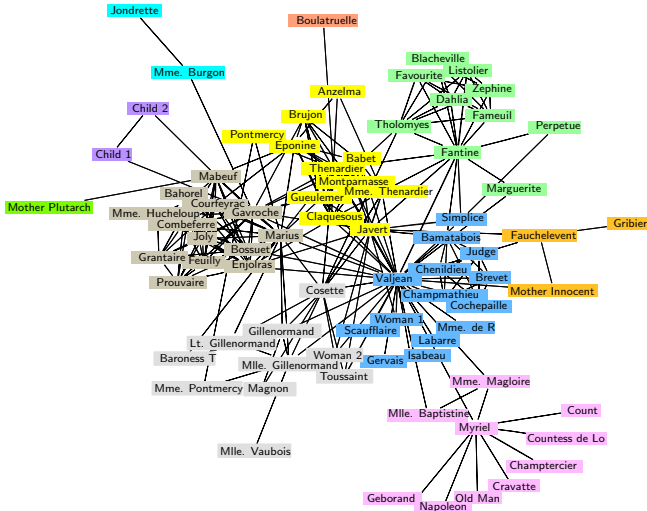 Jondrette
Boulatruelle
Blacheville
Listolier
Favourite
Mme. Burgon
Zephine
Anzelma
Dahlia
Child 2
Fameuil
Brujon
Tholomyes
Perpetue
Pontmercy
Eponine
Fantine
Child 1
Babet
Thenardier
Mabeuf
Montparnasse
Marguerite
Mme. Thenardier
Bahorel
Gueulemer
Courfeyrac
Mother Plutarch
Mme. Hucheloup
Gavroche
Claquesous
Simplice
Combeferre
Gribier
Javert
Joly
Marius
Bamatabois
Fauchelevent
Bossuet
Judge
Grantaire
Feuilly
Enjolras
Chenildieu
Prouvaire
Valjean
Brevet
Cosette
Mother Innocent
Champmathieu
Cochepaille
Woman 1
Gillenormand
Scaufflaire
Mme. de R
Lt. Gillenormand
Labarre
Baroness T
Woman 2
Isabeau
Gervais
Mlle. Gillenormand
Toussaint
Mme. Magloire
Mme. Pontmercy
Magnon
Mlle. Baptistine
Count
Myriel
Countess de Lo
Mlle. Vaubois
Champtercier
Cravatte
Geborand
Old Man
Napoleon